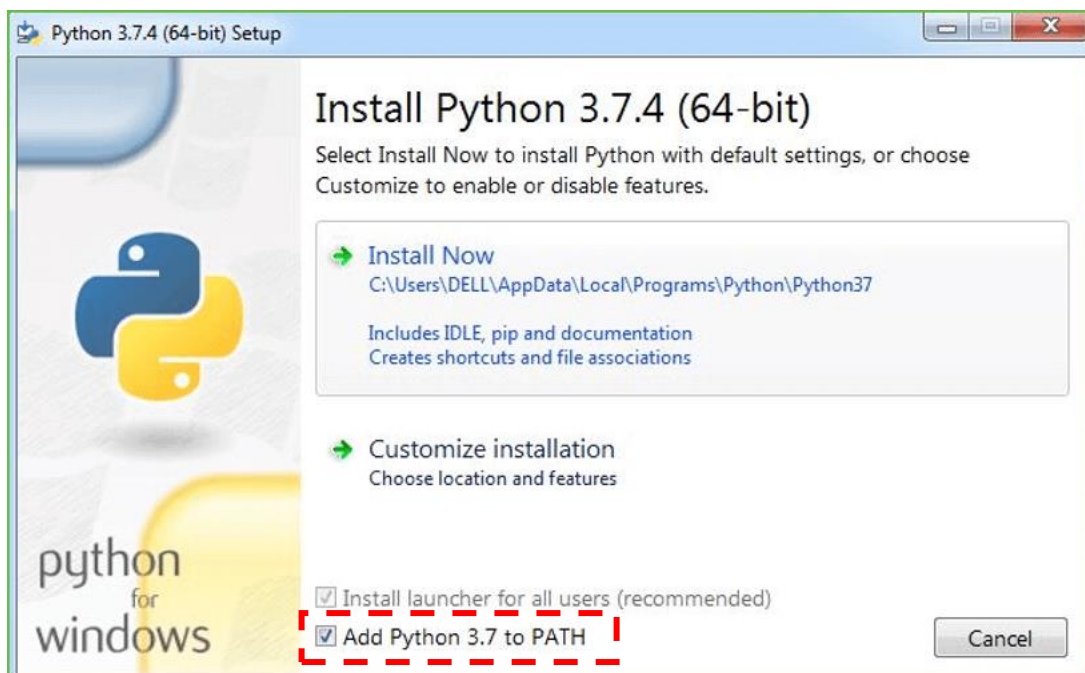 Python 3.7.4 (64-bit) Setup
Install Python 3.7.4 (64-bit)
Select Install Now to install Python with default settings, or choose
Customize to enable or disable features.
Install Now
C:\Users\DELL\AppData\Local\Programs\Python\Python37
Includes IDLE, pip and documentation
Creates shortcuts and file associations
Customize installation
Choose location and features
python
for
windows
Install launcher for all users (recommended)
Add Python 3.7 to PATH
Cancel